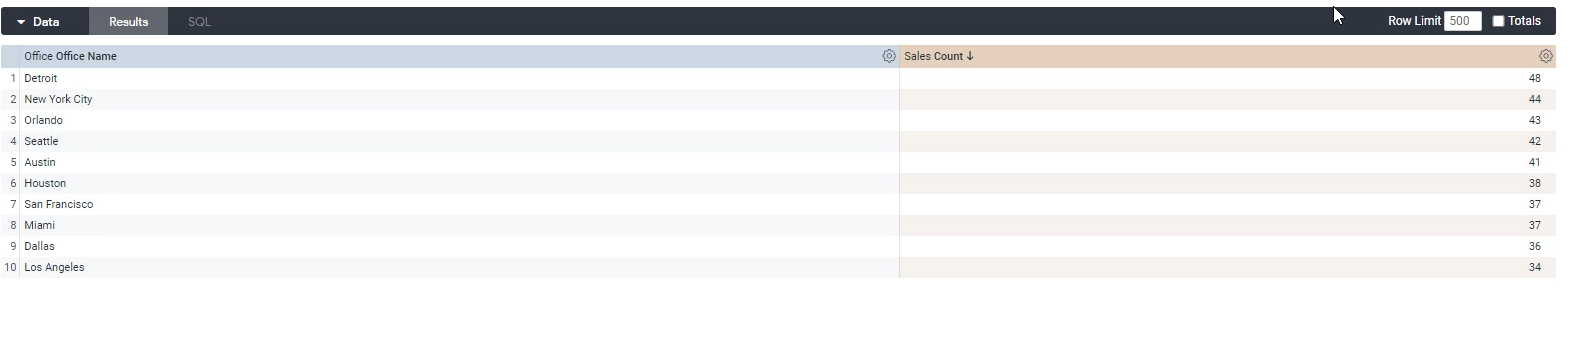 Data Results SQL Row Limit 500 Totals
Office Office Name Sales Count↓
1 Detroit 48
2 New York City 44
3 Orlando 43
4 Seattle 42
5 Austin 41
6 Houston 38
7 San Francisco 37
8 Miami 37
9 Dallas 36
10 Los Angeles 34